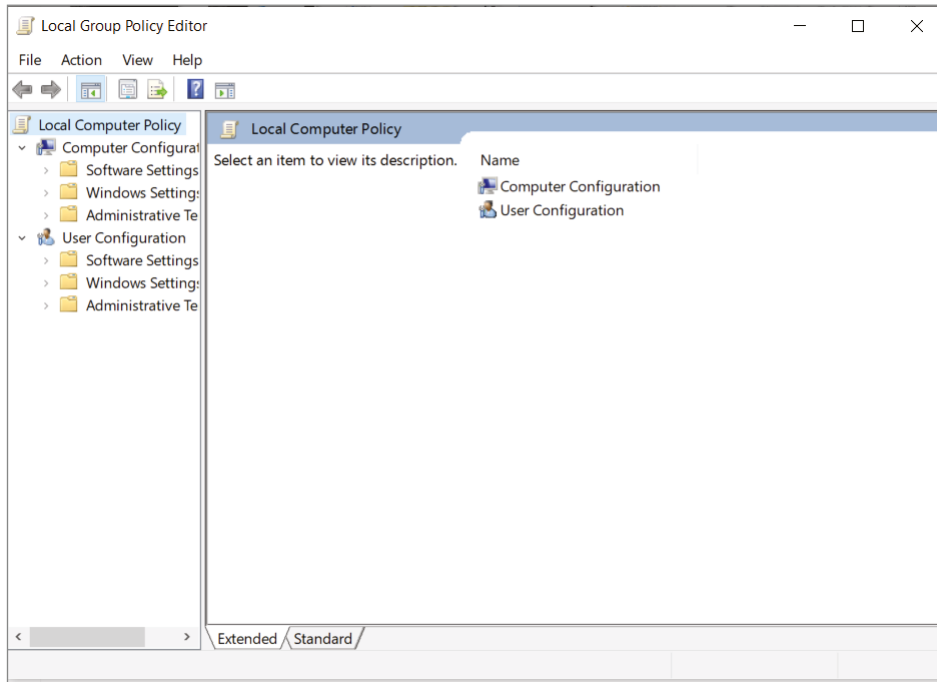 Local Group Policy Editor
File Action View Help
Local Computer Policy
Computer Configurat
Software Settings
Windows Setting
Administrative Te
User Configuration
Software Settings
Windows Setting
Administrative Te
Local Computer Policy
Select an item to view its description.
Name
Computer Configuration
User Configuration
Extended Standard